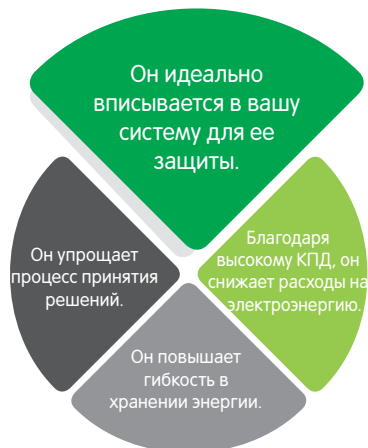 Он идеально
вписывается в вашу
систему для ее
защиты.
Он упрощает
процесс принятия
решений.
Благодаря
высокому КПД, он
снижает расходы на
электроэнергию.
Он повышает
гибкость в
хранении энергии.